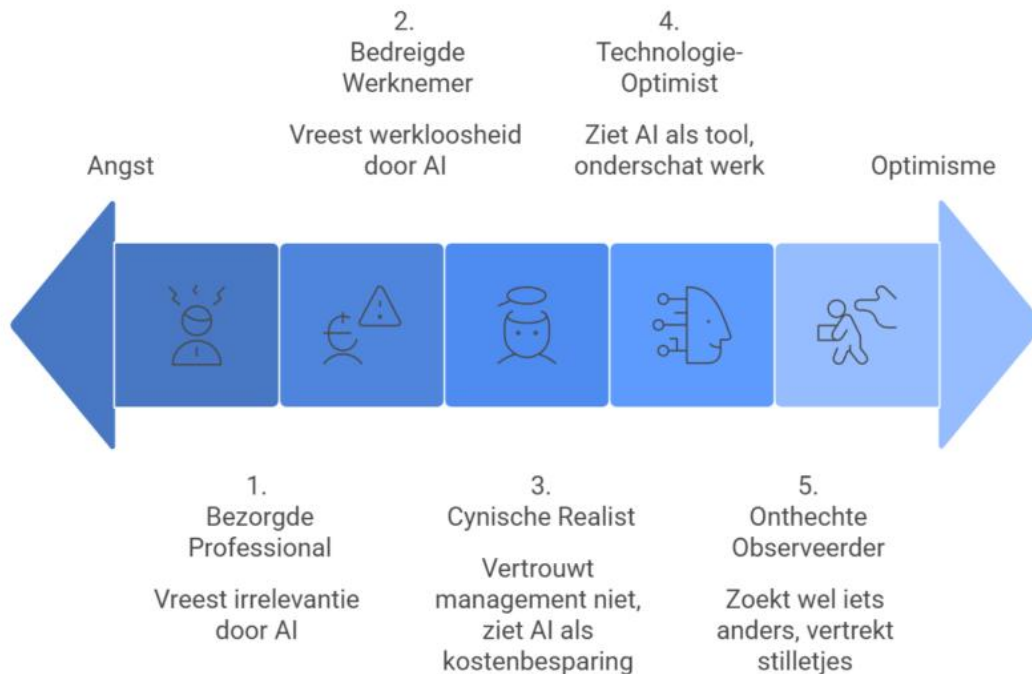 2.
Bedreigde
Werknemer
Vreest werkloosheid
door AI
4.
Technologie-
Optimist
Ziet AI als tool,
onderschat werk
Angst
Optimisme
1.
Bezorgde
Professional
Vreest irrelevantie
door AI
3.
Cynische Realist
Vertrouwt
management niet,
ziet AI als
kostenbesparing
5.
Onthechte
Observeerder
Zoekt wel iets
anders, vertrekt
stilletjes